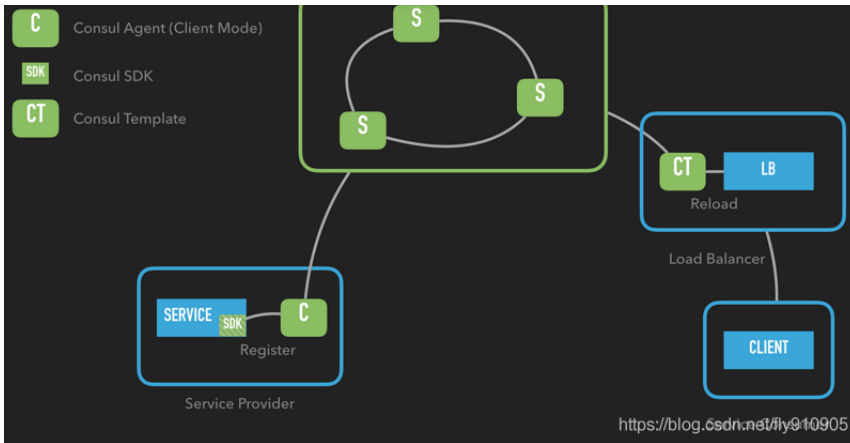 C Consul Agent (Client Mode)
SDK Consul SDK
CT Consul Template
S
S
S
CT LB
Reload
Load Balancer
SERVICE SDK C
Register
Service Provider
CLIENT
https://blog.csdn.net/fly910905